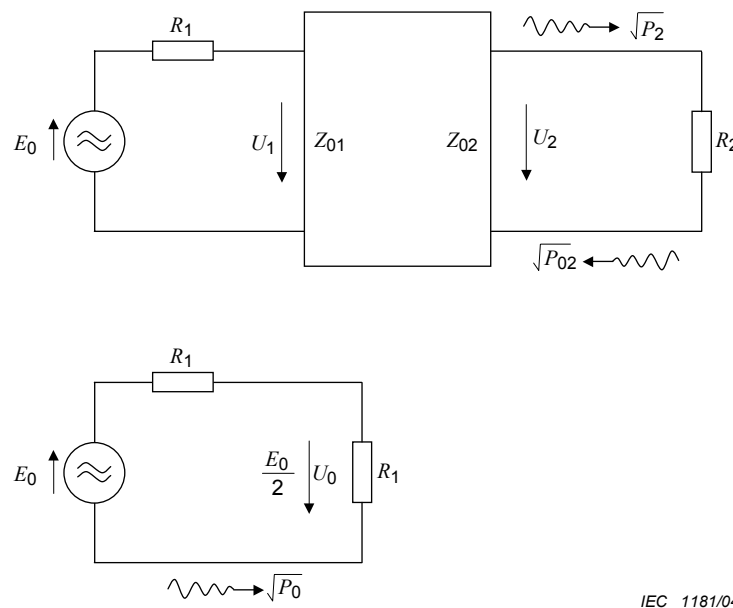 R1
√P2
E0
U1
Z01
Z02
U2
R2
√P02
R1
E0
E0/2
U0
R1
√P0
IEC 1181/04